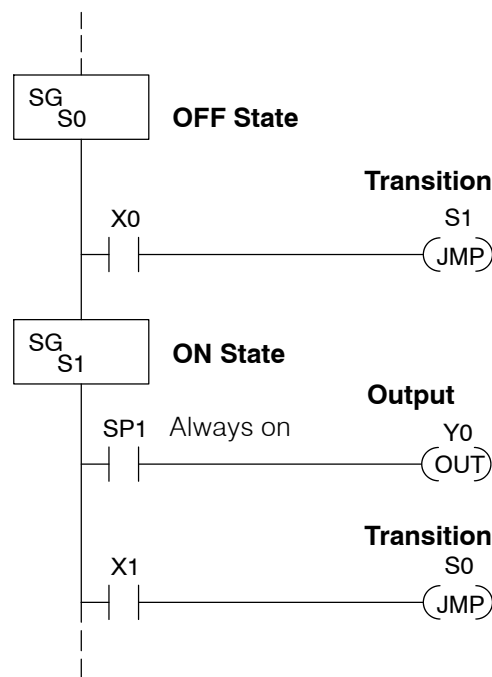 SG
S0
OFF State
Transition
X0
S1
JMP
SG
S1
ON State
Output
SP1 Always on
Y0
OUT
Transition
X1
S0
JMP